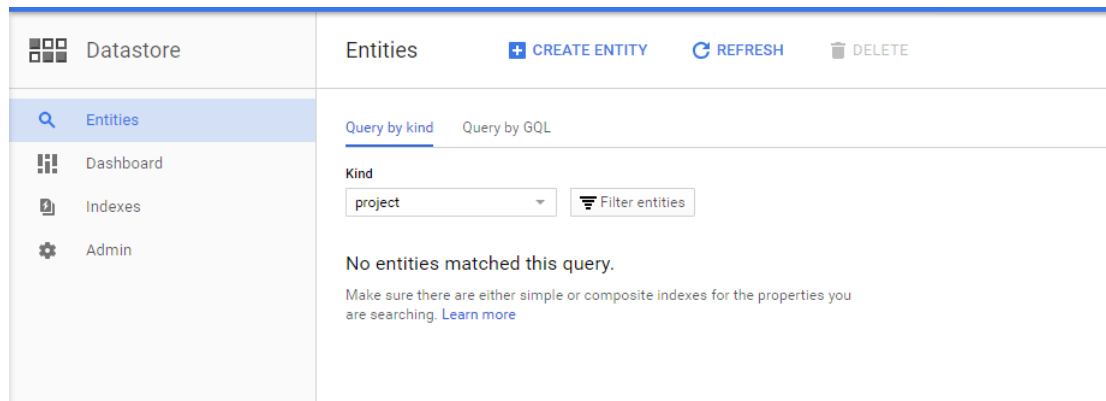 Datastore
Entities
CREATE ENTITY
REFRESH
DELETE
Entities
Dashboard
Indexes
Admin
Query by kind
Query by GQL
Kind
project
Filter entities
No entities matched this query.
Make sure there are either simple or composite indexes for the properties you
are searching. Learn more